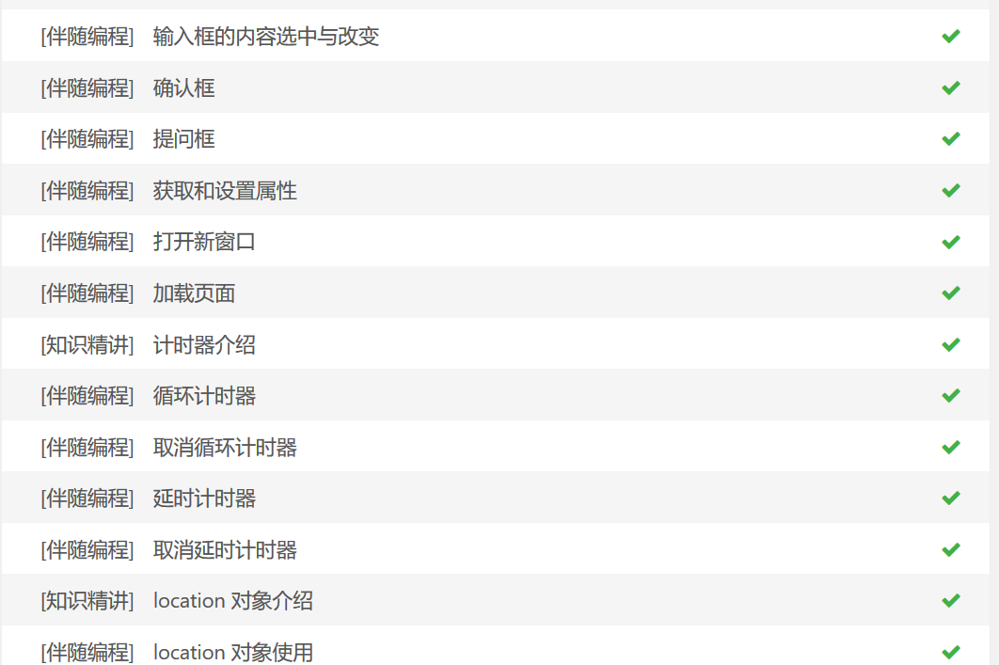 [伴随编程] 输入框的内容选中与改变
[伴随编程] 确认框
[伴随编程] 提问框
[伴随编程] 获取和设置属性
[伴随编程] 打开新窗口
[伴随编程] 加载页面
[知识精讲] 计时器介绍
[伴随编程] 循环计时器
[伴随编程] 取消循环计时器
[伴随编程] 延时计时器
[伴随编程] 取消延时计时器
[知识精讲] location 对象介绍
[伴随编程] location 对象使用